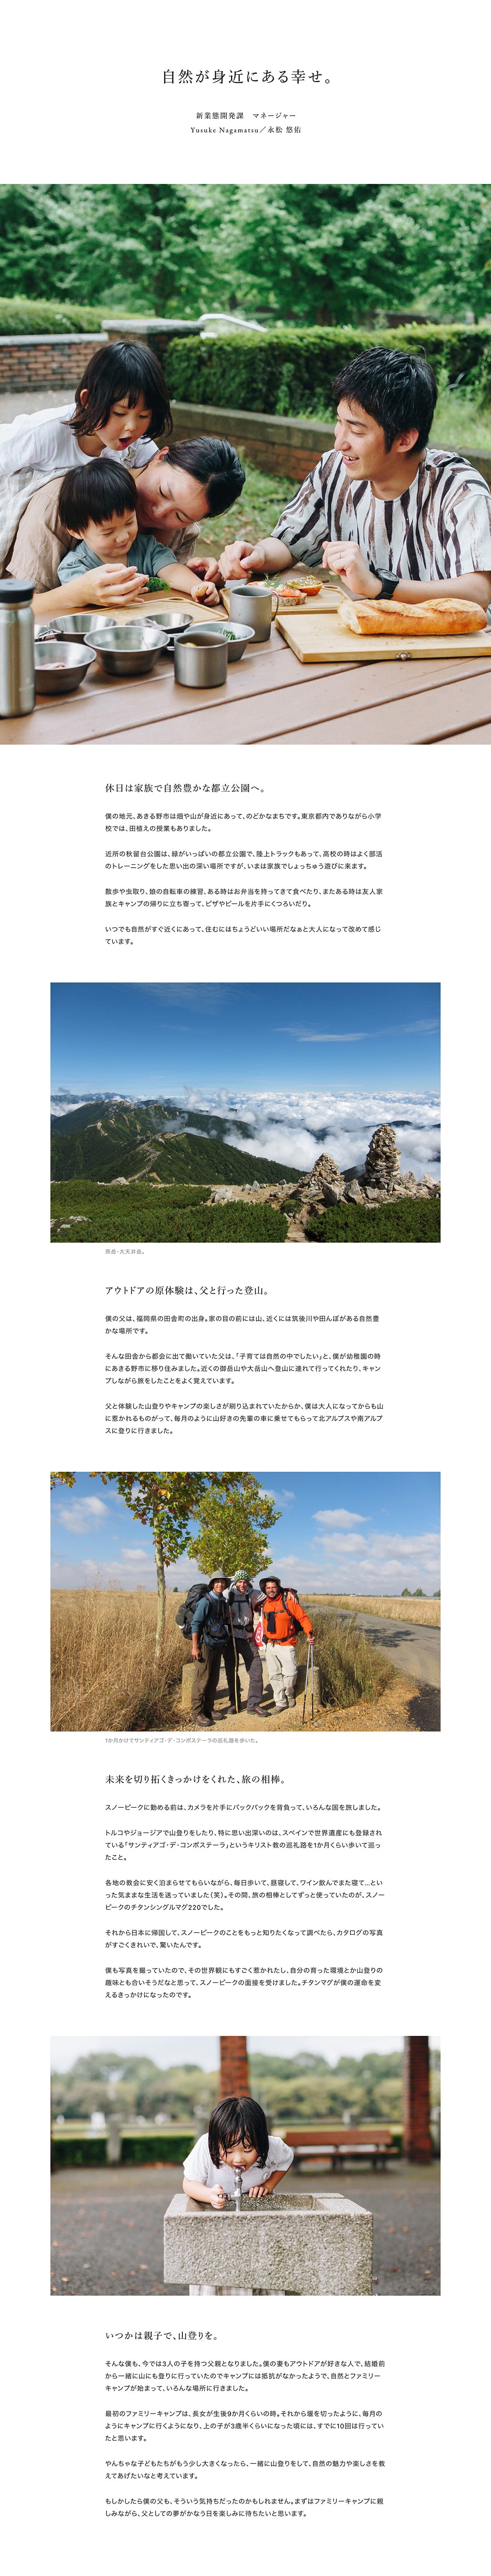 自然が身近にある幸せ。
新業態開発課　マネージャー
Yusuke Nagamatsu／永松 悠佑
休日は家族で自然豊かな都立公園へ。
僕の地元、あきる野市は畑や山が身近にあって、のどかなまちです。東京都内でありながら小学
校では、田植えの授業もありました。
近所の秋留台公園は、緑がいっぱいの都立公園で、陸上トラックもあって、高校の時はよく部活
のトレーニングをした思い出の深い場所ですが、いまは家族でしょっちゅう遊びに来ます。
散歩や虫取り、娘の自転車の練習、ある時はお弁当を持ってきて食べたり、またある時は友人家
族とキャンプの帰りに立ち寄って、ピザやビールを片手にくつろいだり。
いつでも自然がすぐ近くにあって、住むにはちょうどいい場所だなぁと大人になって改めて感じ
ています。
燕岳・大天井岳。
アウトドアの原体験は、父と行った登山。
僕の父は、福岡県の田舎町の出身。家の目の前には山、近くには筑後川や田んぼがある自然豊
かな場所です。
そんな田舎から都会に出て働いていた父は、「子育ては自然の中でしたい」と、僕が幼稚園の時
にあきる野市に移り住みました。近くの御岳山や大岳山へ登山に連れて行ってくれたり、キャン
プしながら旅をしたことをよく覚えています。
父と体験した山登りやキャンプの楽しさが刷り込まれていたからか、僕は大人になってからも山
に惹かれるものがって、毎月のように山好きの先輩の車に乗せてもらって北アルプスや南アルプ
スに登りに行きました。
1か月かけてサンティアゴ・デ・コンポステーラの巡礼路を歩いた。
未来を切り拓くきっかけをくれた、旅の相棒。
スノーピークに勤める前は、カメラを片手にバックパックを背負って、いろんな国を旅しました。
トルコやジョージアで山登りをしたり、特に思い出深いのは、スペインで世界遺産にも登録され
ている「サンティアゴ・デ・コンポステーラ」というキリスト教の巡礼路を1か月くらい歩いて巡っ
たこと。
各地の教会に安く泊まらせてもらいながら、毎日歩いて、昼寝して、ワイン飲んでまた寝て…とい
った気ままな生活を送っていました（笑）。その間、旅の相棒としてずっと使っていたのが、スノー
ピークのチタンシングルマグ220でした。
それから日本に帰国して、スノーピークのことをもっと知りたくなって調べたら、カタログの写真
がすごくきれいで、驚いたんです。
僕も写真を撮っていたので、その世界観にもすごく惹かれたし、自分の育った環境とか山登りの
趣味とも合いそうだなと思って、スノーピークの面接を受けました。チタンマグが僕の運命を変
えるきっかけになったのです。
いつかは親子で、山登りを。
そんな僕も、今では3人の子を持つ父親となりました。僕の妻もアウトドアが好きな人で、結婚前
から一緒に山にも登りに行っていたのでキャンプには抵抗がなかったようで、自然とファミリー
キャンプが始まって、いろんな場所に行きました。
最初のファミリーキャンプは、長女が生後9か月くらいの時。それから堰を切ったように、毎月の
ようにキャンプに行くようになり、上の子が3歳半くらいになった頃には、すでに10回は行ってい
たと思います。
やんちゃな子どもたちがもう少し大きくなったら、一緒に山登りをして、自然の魅力や楽しさを教
えてあげたいなと考えています。
もしかしたら僕の父も、そういう気持ちだったのかもしれません。まずはファミリーキャンプに親
しみながら、父としての夢がかなう日を楽しみに待ちたいと思います。